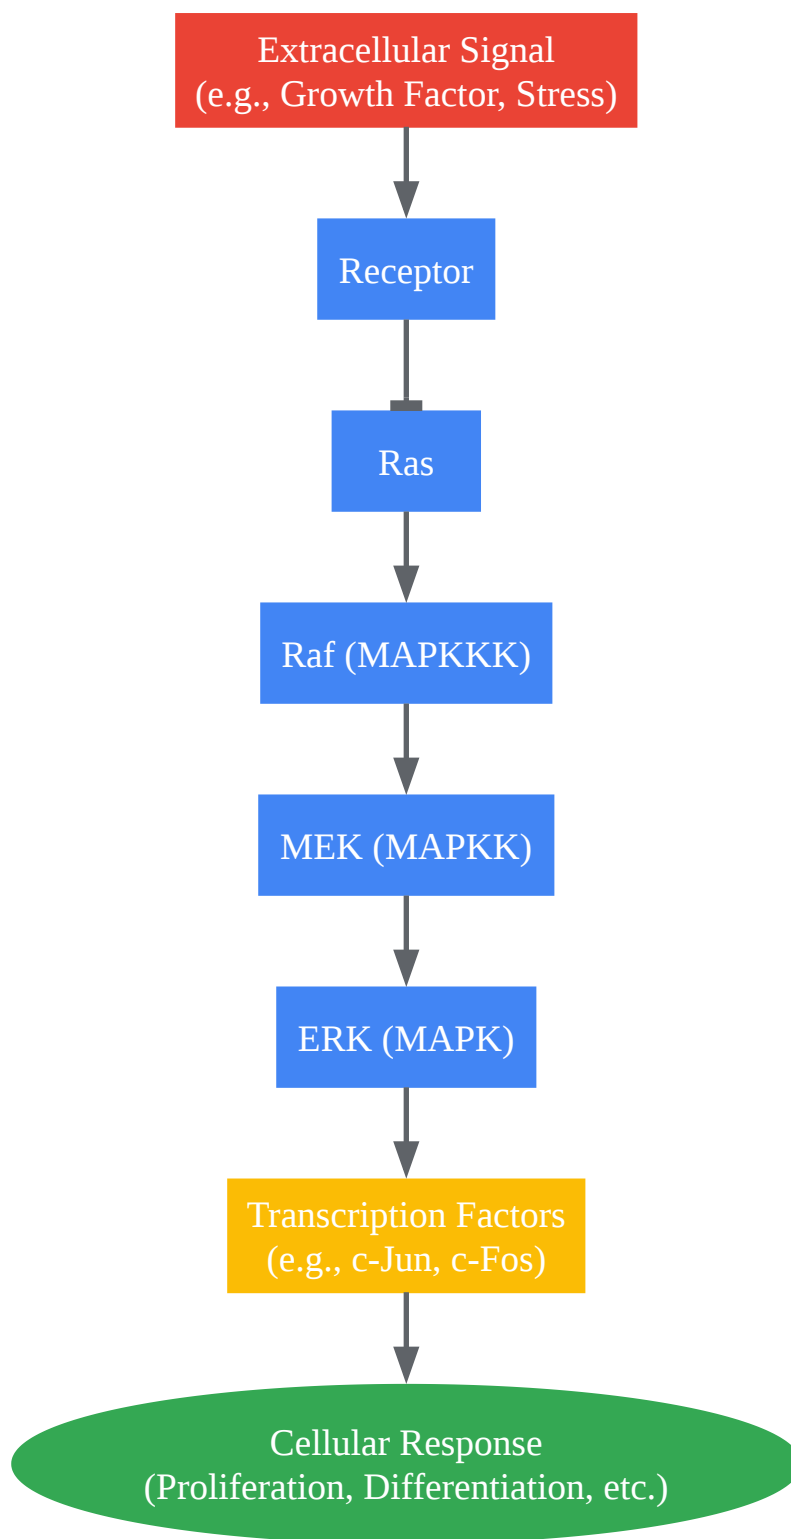 Extracellular Signal
(e.g., Growth Factor, Stress)
Receptor
Ras
Raf (MAPKKK)
MEK (MAPKK)
ERK (MAPK)
Transcription Factors
(e.g., c-Jun, c-Fos)
Cellular Response
(Proliferation, Differentiation, etc.)